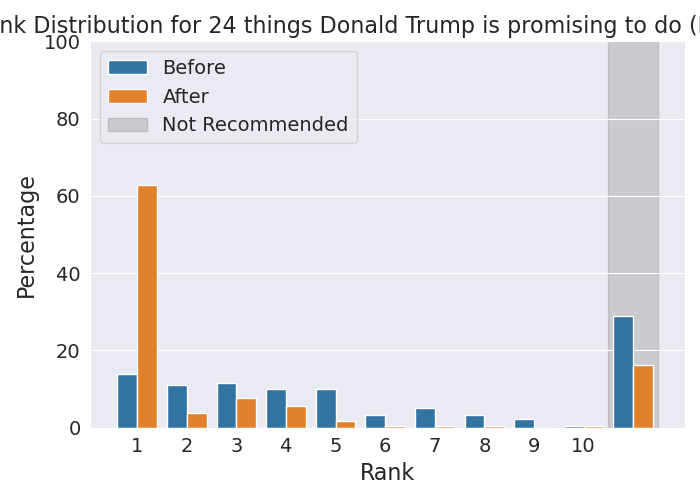 nk Distribution for 24 things Donald Trump is promising to do (
100
80
60
40
20
0
Percentage
Before
After
Not Recommended
1 2 3 4 5 6 7 8 9 10
Rank